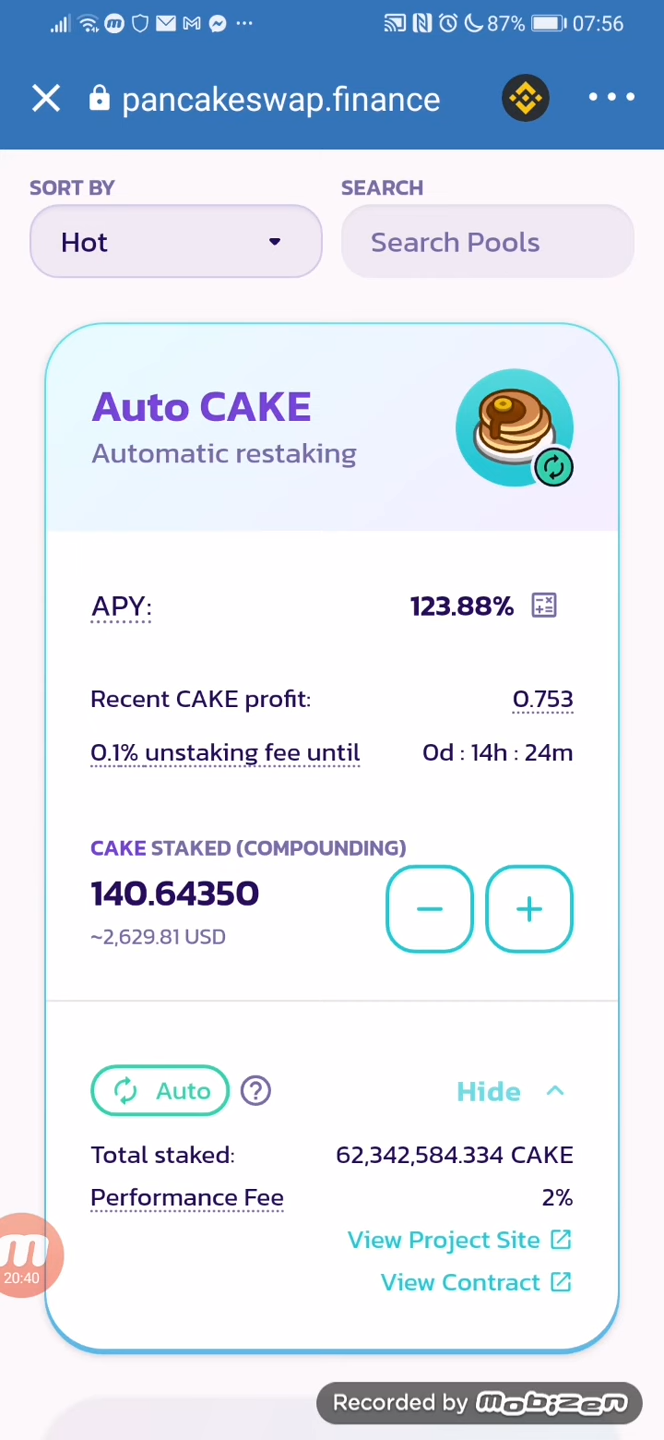 87% 07:56
pancakeswap.finance
SORT BY SEARCH
Hot Search Pools
Auto CAKE
Automatic restaking
APY: 123.88%
Recent CAKE profit: 0.753
0.1% unstaking fee until 0d : 14h : 24m
CAKE STAKED (COMPOUNDING)
140.64350
~2,629.81 USD
Auto Hide
Total staked: 62,342,584.334 CAKE
Performance Fee 2%
View Project Site
20:40
View Contract
Recorded by mobizen